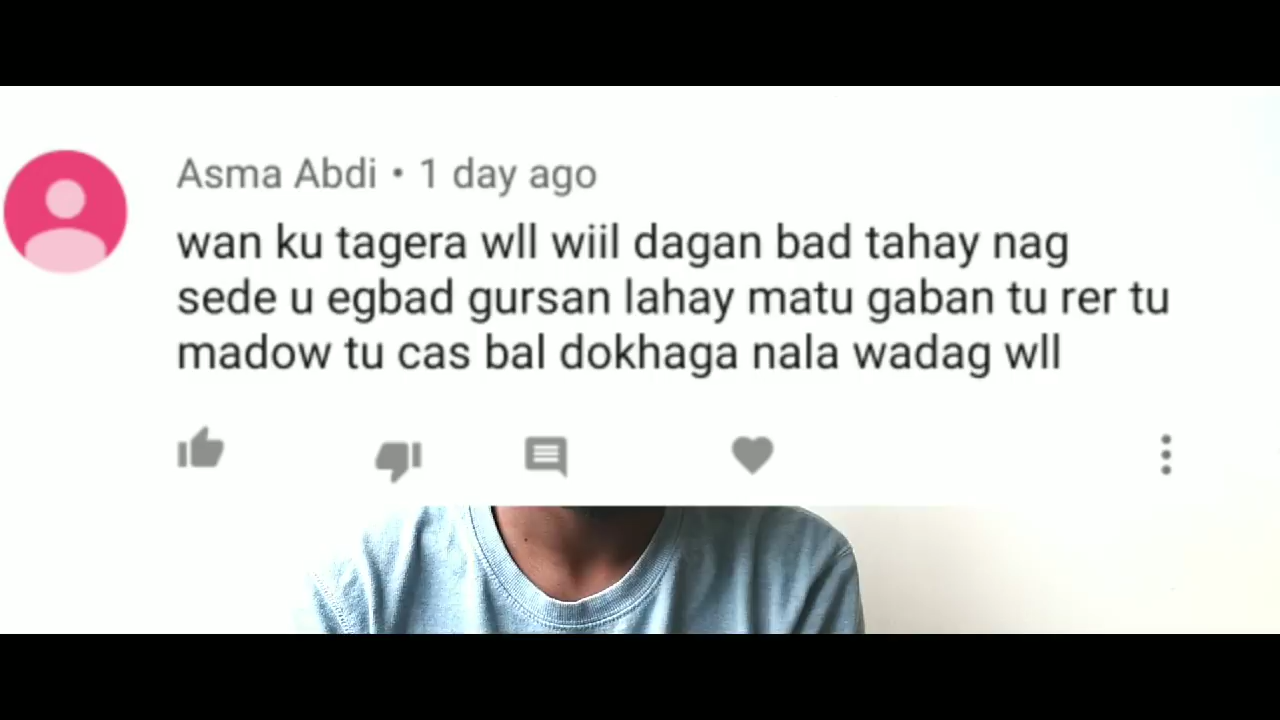 Asma Abdi • 1 day ago
wan ku tagera wll wiil dagan bad tahay nag
sede u egbad gursan lahay matu gaban tu rer tu
madow tu cas bal dokhaga nala wadag wll